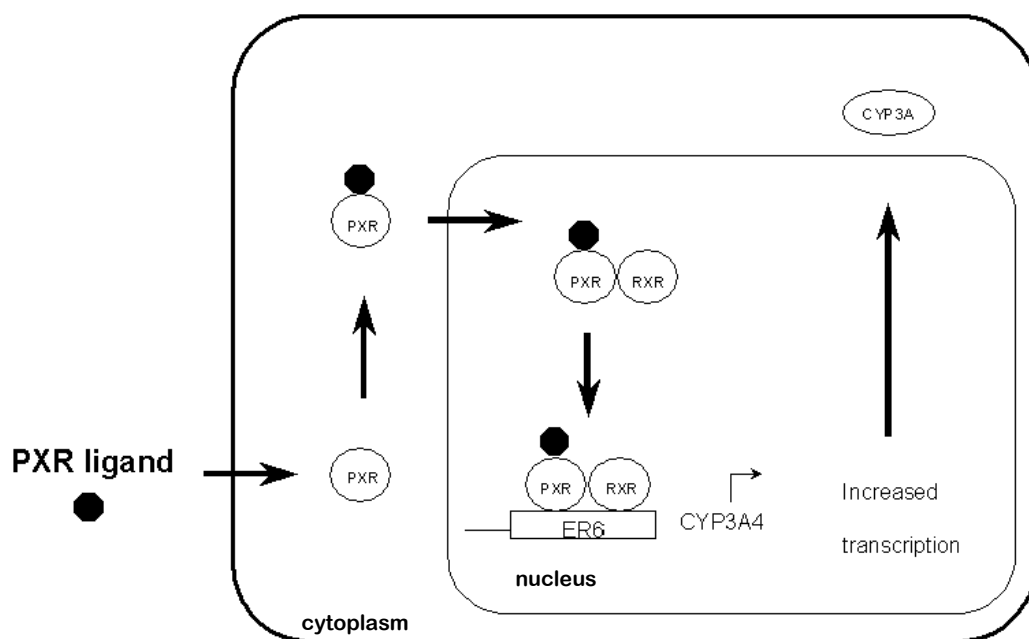 CYP3A
PXR
PXR RXR
PXR ligand
PXR
PXR RXR
ER6
CYP3A4
Increased
transcription
nucleus
cytoplasm